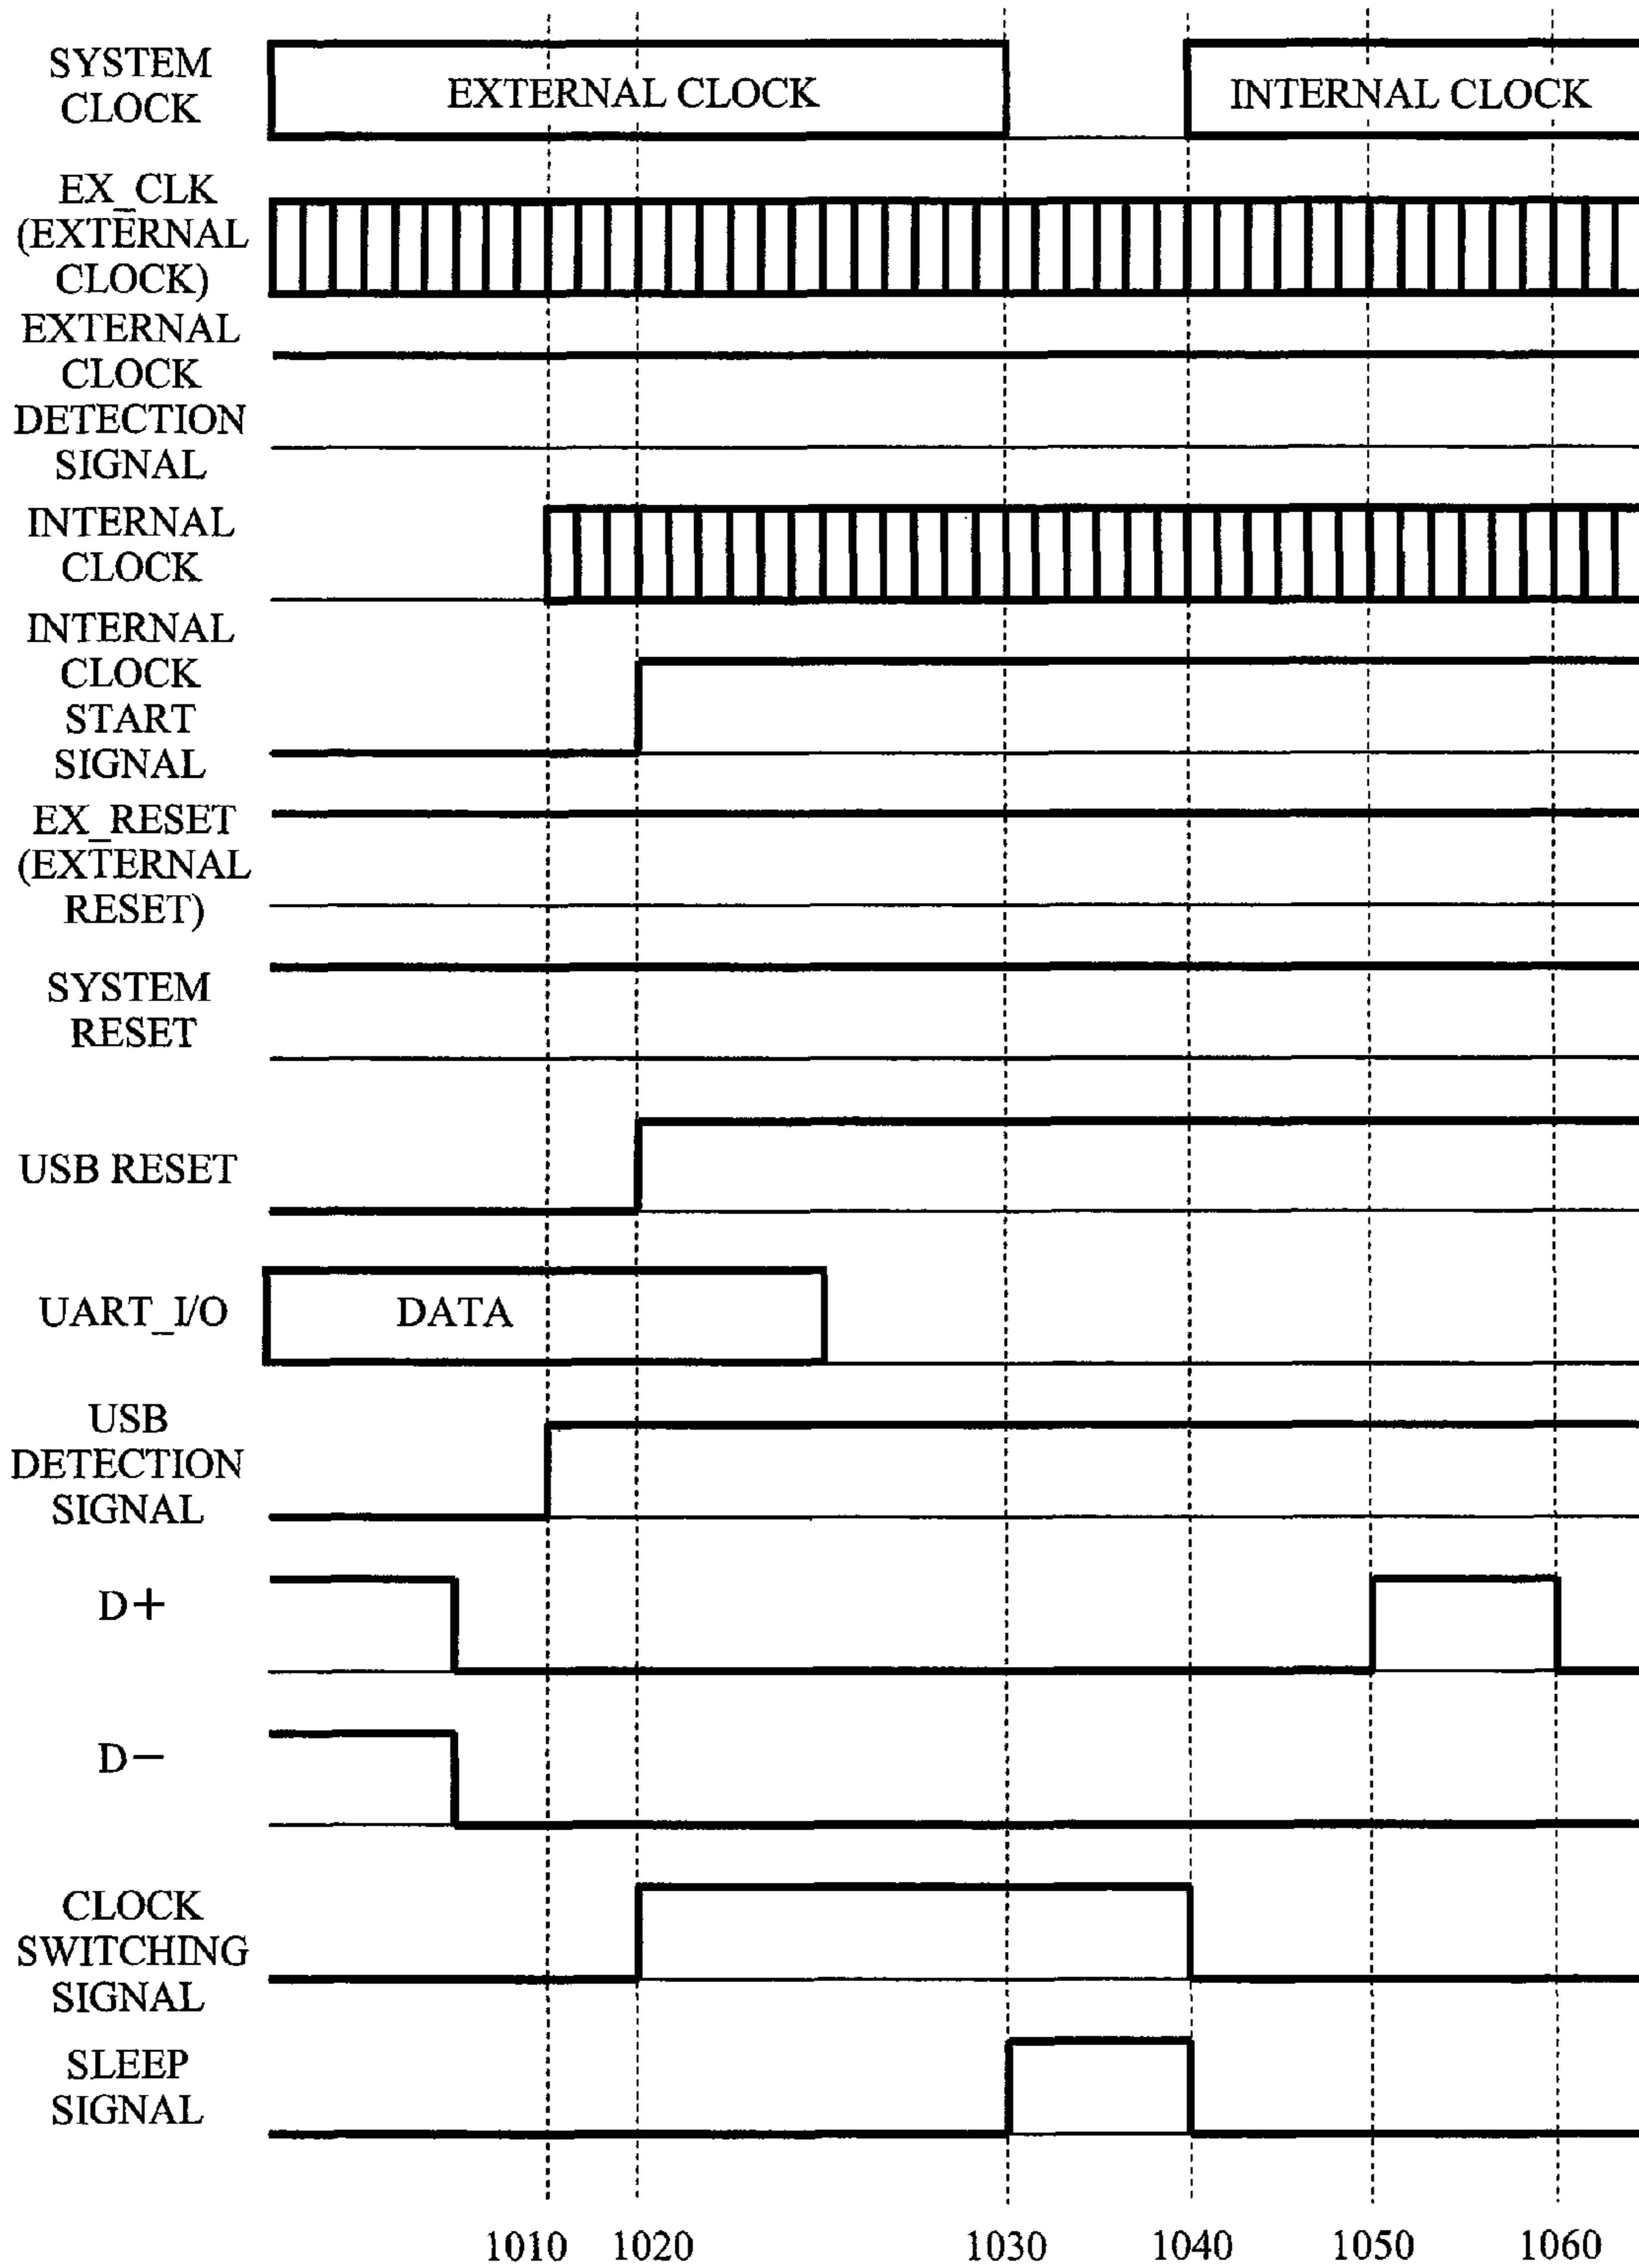 SYSTEM
CLOCK
EXTERNAL CLOCK
INTERNAL CLOCK
EX_CLK
(EXTERNAL
CLOCK)
EXTERNAL
CLOCK
DETECTION
SIGNAL
INTERNAL
CLOCK
INTERNAL
CLOCK
START
SIGNAL
EX_RESET
(EXTERNAL
RESET)
SYSTEM
RESET
USB RESET
UART_I/O
DATA
USB
DETECTION
SIGNAL
D+
D−
CLOCK
SWITCHING
SIGNAL
SLEEP
SIGNAL
1010 1020 1030 1040 1050 1060